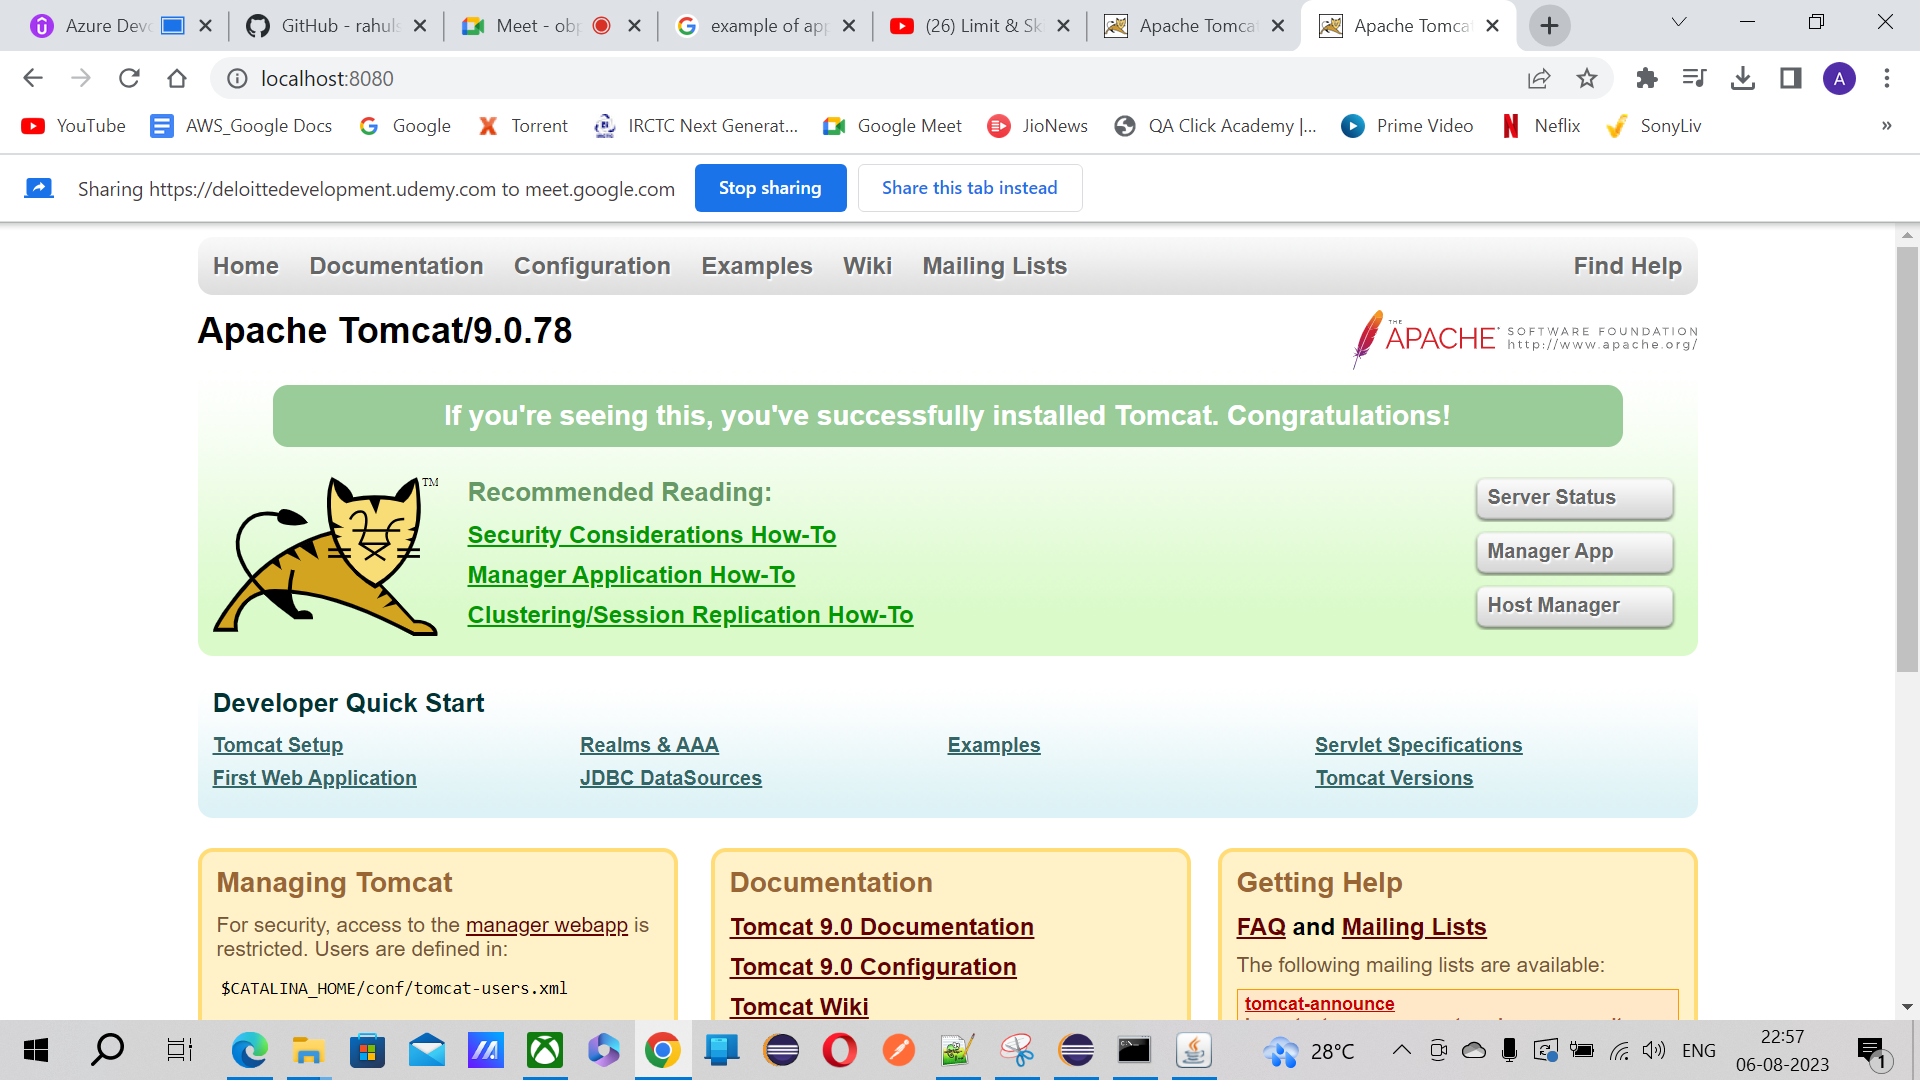 Azure Devc
GitHub - rahuls
Meet - obp
example of app
(26) Limit & Sk
Apache Tomca
Apache Tomcat
localhost:8080
A
YouTube
AWS_Google Docs
Google
Torrent
IRCTC Next Generat...
Google Meet
JioNews
QA Click Academy |...
Prime Video
Neflix
SonyLiv
»
Sharing https://deloittedevelopment.udemy.com to meet.google.com
Stop sharing
Share this tab instead
Home
Documentation
Configuration
Examples
Wiki
Mailing Lists
Find Help
Apache Tomcat/9.0.78
THE
APACHE
SOFTWARE FOUNDATION
http://www.apache.org/
If you're seeing this, you've successfully installed Tomcat. Congratulations!
TM
Recommended Reading:
Security Considerations How-To
Manager Application How-To
Clustering/Session Replication How-To
Server Status
Manager App
Host Manager
Developer Quick Start
Tomcat Setup
Realms & AAA
Examples
Servlet Specifications
First Web Application
JDBC DataSources
Tomcat Versions
Managing Tomcat
For security, access to the manager webapp is
restricted. Users are defined in:
$CATALINA_HOME/conf/tomcat-users.xml
Documentation
Tomcat 9.0 Documentation
Tomcat 9.0 Configuration
Tomcat Wiki
Getting Help
FAQ and Mailing Lists
The following mailing lists are available:
tomcat-announce
28°C
ENG
22:57
06-08-2023
1